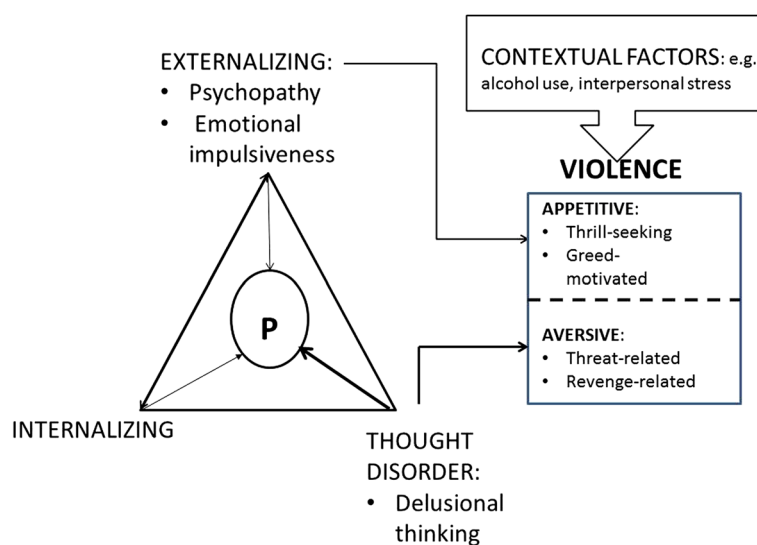 EXTERNALIZING:
• Psychopathy
• Emotional
impulsiveness
CONTEXTUAL FACTORS: e.g.
alcohol use, interpersonal stress
VIOLENCE
APPETITIVE:
• Thrill-seeking
• Greed-
motivated
AVERSIVE:
• Threat-related
• Revenge-related
P
INTERNALIZING
THOUGHT
DISORDER:
• Delusional
thinking